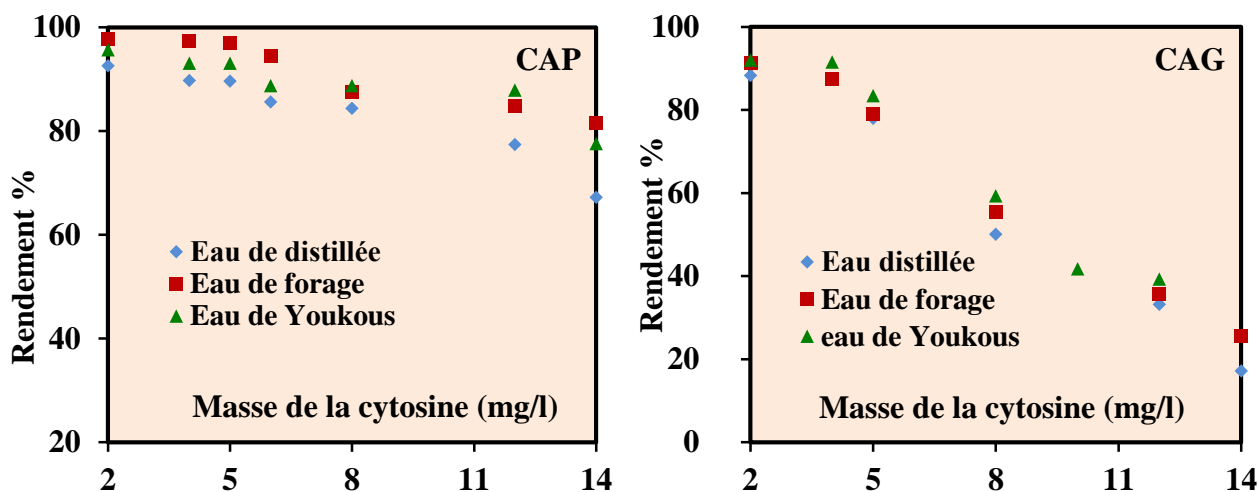 CAP
Rendement %
100
80
60
40
20
Eau de distillée
Eau de forage
Eau de Youkous
Masse de la cytosine (mg/l)
2 5 8 11 14
CAG
Rendement %
100
80
60
40
20
0
Eau distillée
Eau de forage
eau de Youkous
Masse de la cytosine (mg/l)
2 5 8 11 14